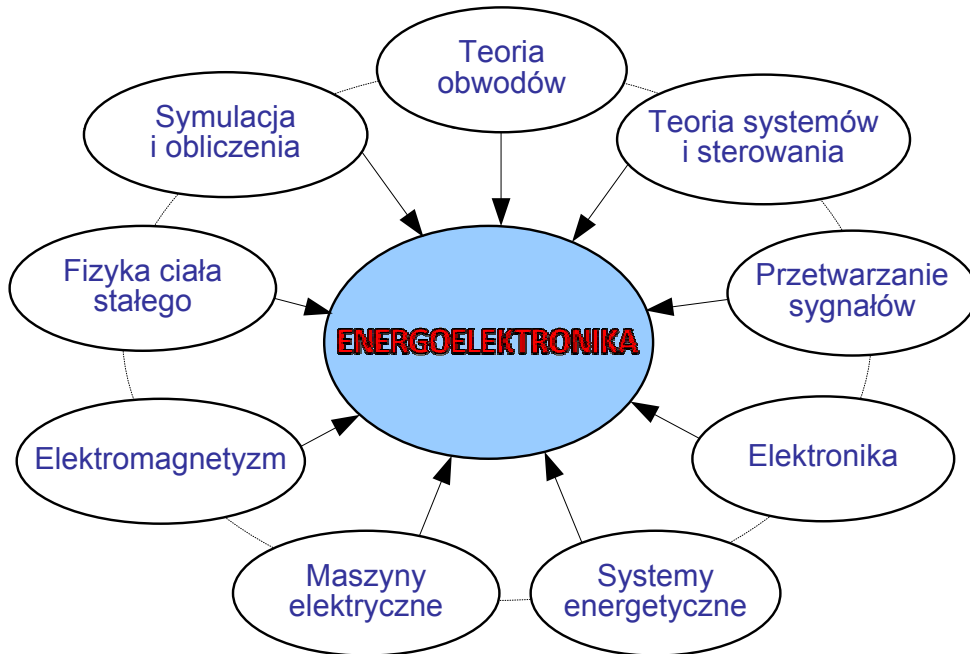 Teoria
obwodów
Symulacja
i obliczenia
Teoria systemów
i sterowania
Fizyka ciała
stałego
Przetwarzanie
sygnałów
ENERGOELEKTRONIKA
Elektromagnetyzm
Elektronika
Maszyny
elektryczne
Systemy
energetyczne